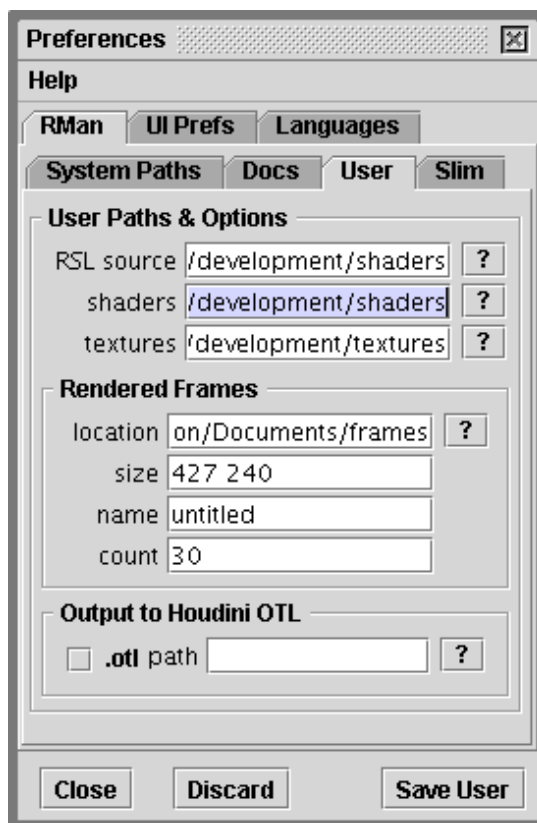 Preferences
Help
RMan UI Prefs Languages
System Paths Docs User Slim
User Paths & Options
RSL source /development/shaders ?
shaders /development/shaders ?
textures /development/textures ?
Rendered Frames
location on/Documents/frames ?
size 427 240
name untitled
count 30
Output to Houdini OTL
.otl path ?
Close Discard Save User